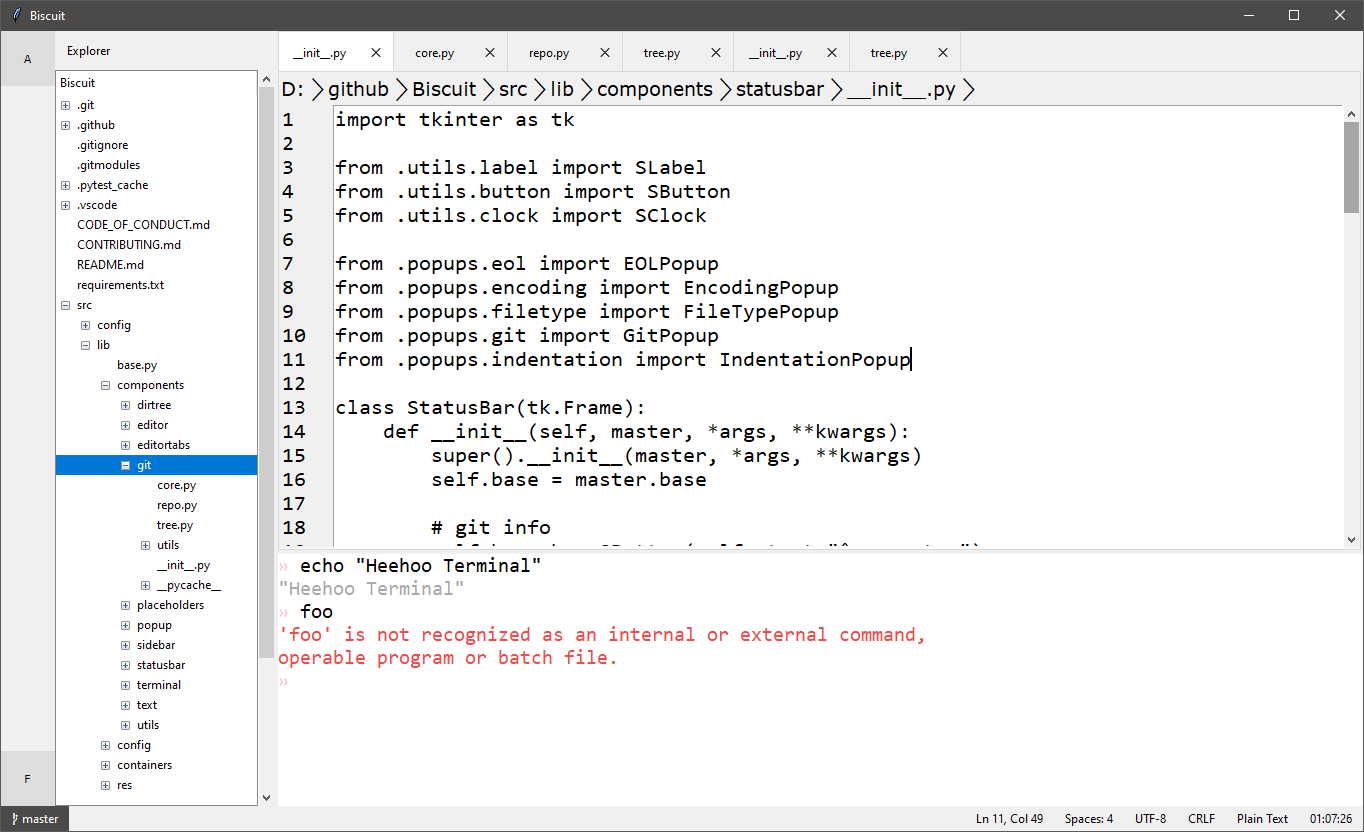 Biscuit
A
Explorer
Biscuit
.git
.github
.gitignore
.gitmodules
.pytest_cache
.vscode
CODE_OF_CONDUCT.md
CONTRIBUTING.md
README.md
requirements.txt
src
config
lib
base.py
components
dirtree
editor
editortabs
git
core.py
repo.py
tree.py
utils
__init__.py
__pycache__
placeholders
popup
sidebar
statusbar
terminal
text
utils
config
containers
res
F
__init__.py core.py repo.py tree.py __init__.py tree.py
D: github Biscuit src lib components statusbar __init__.py
1 import tkinter as tk
2
3 from .utils.label import SLabel
4 from .utils.button import SButton
5 from .utils.clock import SClock
6
7 from .popups.eol import EOLPopup
8 from .popups.encoding import EncodingPopup
9 from .popups.filetype import FileTypePopup
10 from .popups.git import GitPopup
11 from .popups.indentation import IndentationPopup
12
13 class StatusBar(tk.Frame):
14     def __init__(self, master, *args, **kwargs):
15         super().__init__(master, *args, **kwargs)
16         self.base = master.base
17
18         # git info
» echo "Heehoo Terminal"
"Heehoo Terminal"
» foo
'foo' is not recognized as an internal or external command,
operable program or batch file.
»
master Ln 11, Col 49 Spaces: 4 UTF-8 CRLF Plain Text 01:07:26